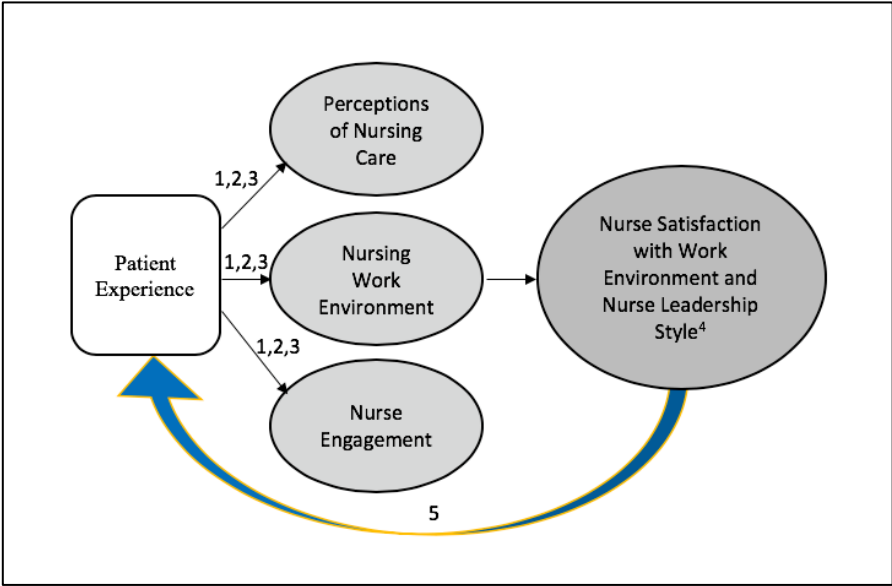 Perceptions
of Nursing
Care
1,2,3
Patient
Experience
1,2,3
Nursing
Work
Environment
Nurse Satisfaction
with Work
Environment and
Nurse Leadership
Style⁴
1,2,3
Nurse
Engagement
5